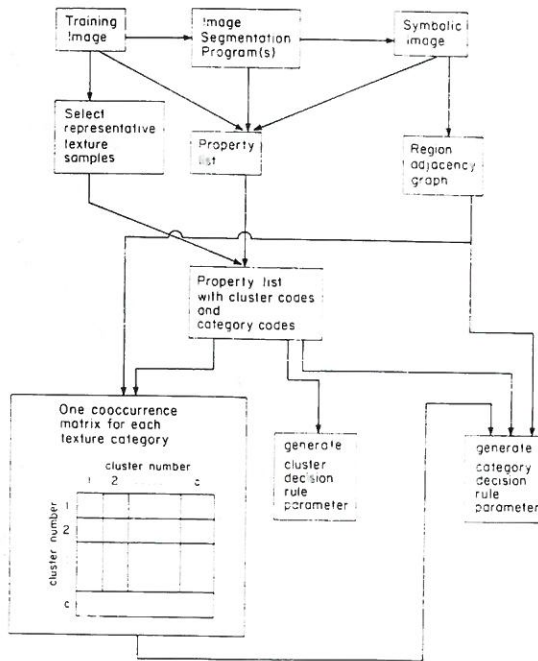 Training
Image
Image
Segmentation
Program(s)
Symbolic
Image
Select
representative
texture
samples
Property
list
Region
adjacency
graph
Property list
with cluster codes
and
category codes
One cooccurrence
matrix for each
texture category
cluster number
1 2 ...... c
cluster number
1
2
c
generate
cluster
decision
rule
parameter
generate
category
decision
rule
parameter